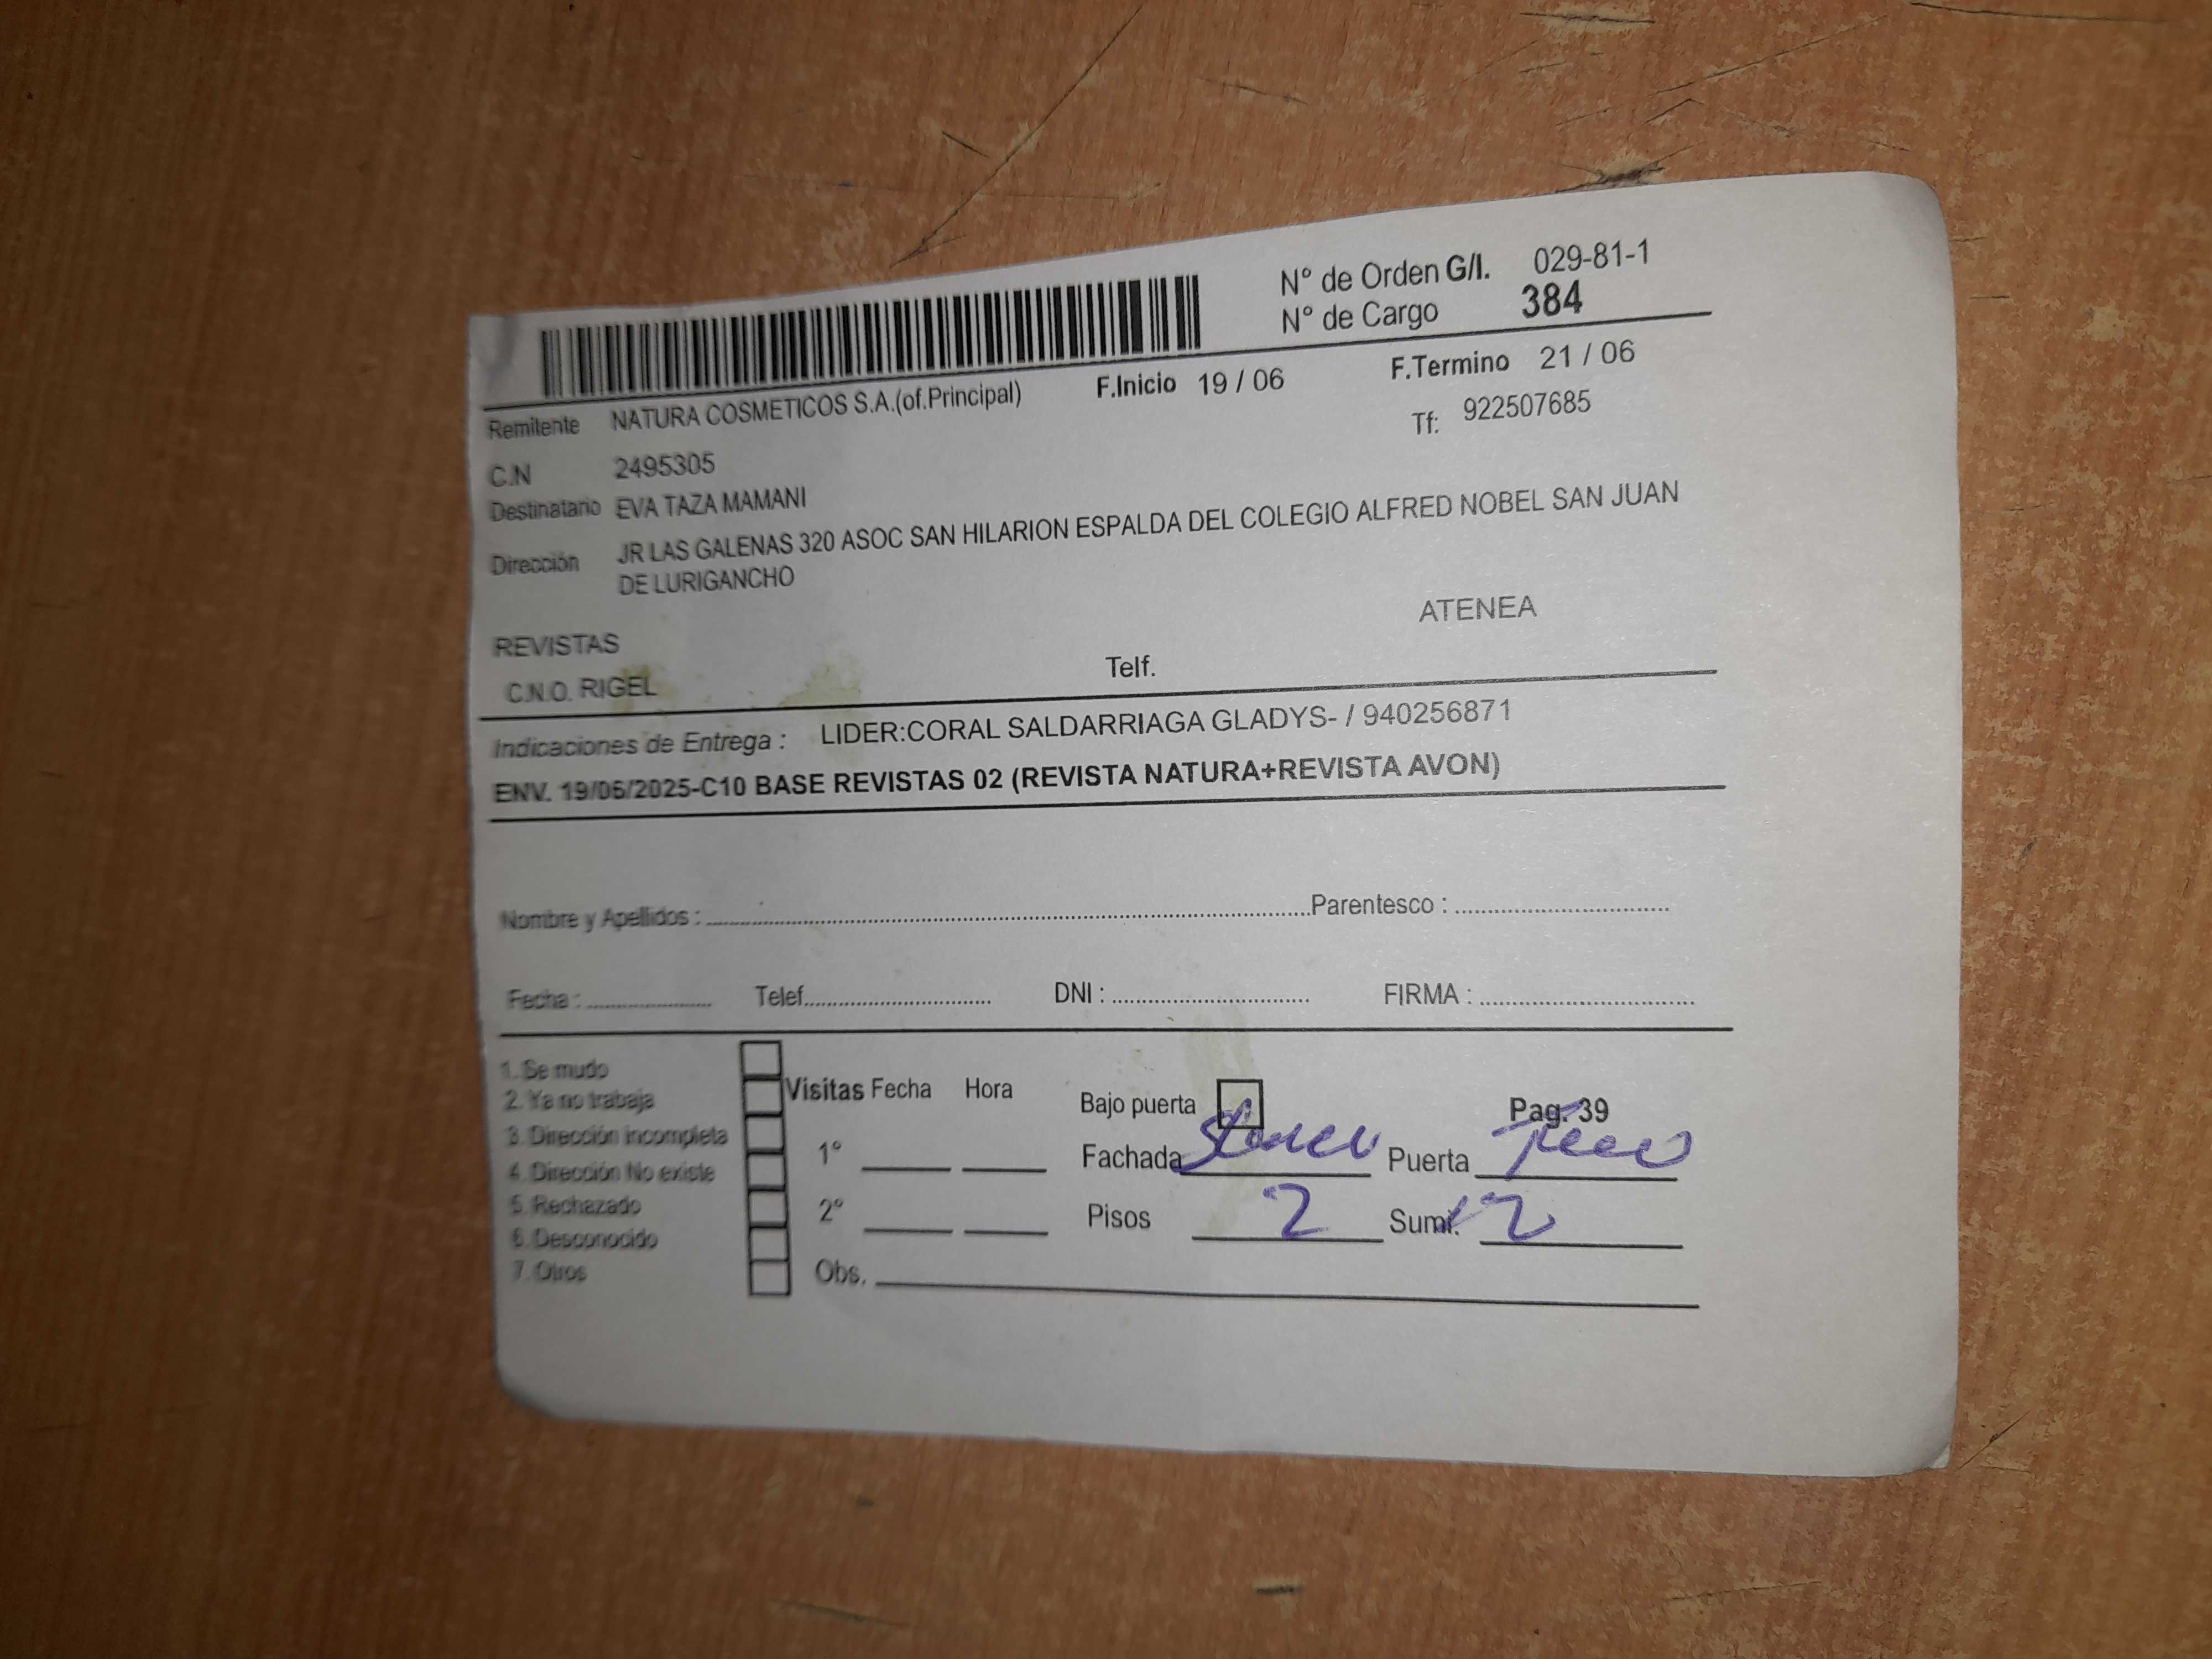 N° de Orden G/I. 029-81-1
N° de Cargo 384
F.Inicio 19 / 06 F.Termino 21 / 06
Remitente NATURA COSMETICOS S.A.(of.Principal)
Tf: 922507685
C.N 2495305
Destinatario EVA TAZA MAMANI
Dirección JR LAS GALENAS 320 ASOC SAN HILARION ESPALDA DEL COLEGIO ALFRED NOBEL SAN JUAN
DE LURIGANCHO
ATENEA
REVISTAS
C.N.O. RIGEL Telf.
Indicaciones de Entrega : LIDER:CORAL SALDARRIAGA GLADYS- / 940256871
ENV. 19/06/2025-C10 BASE REVISTAS 02 (REVISTA NATURA+REVISTA AVON)
Nombre y Apellidos : Parentesco :
Fecha : Telef. DNI : FIRMA :
1. Se mudo
2. Ya no trabaja
3. Dirección incompleta
4. Dirección No existe
5. Rechazado
6. Desconocido
7. Otros
Visitas Fecha Hora
1°
2°
Obs.
Bajo puerta Pag. 39
Fachada Puerta
Pisos 2 Sumi. 12